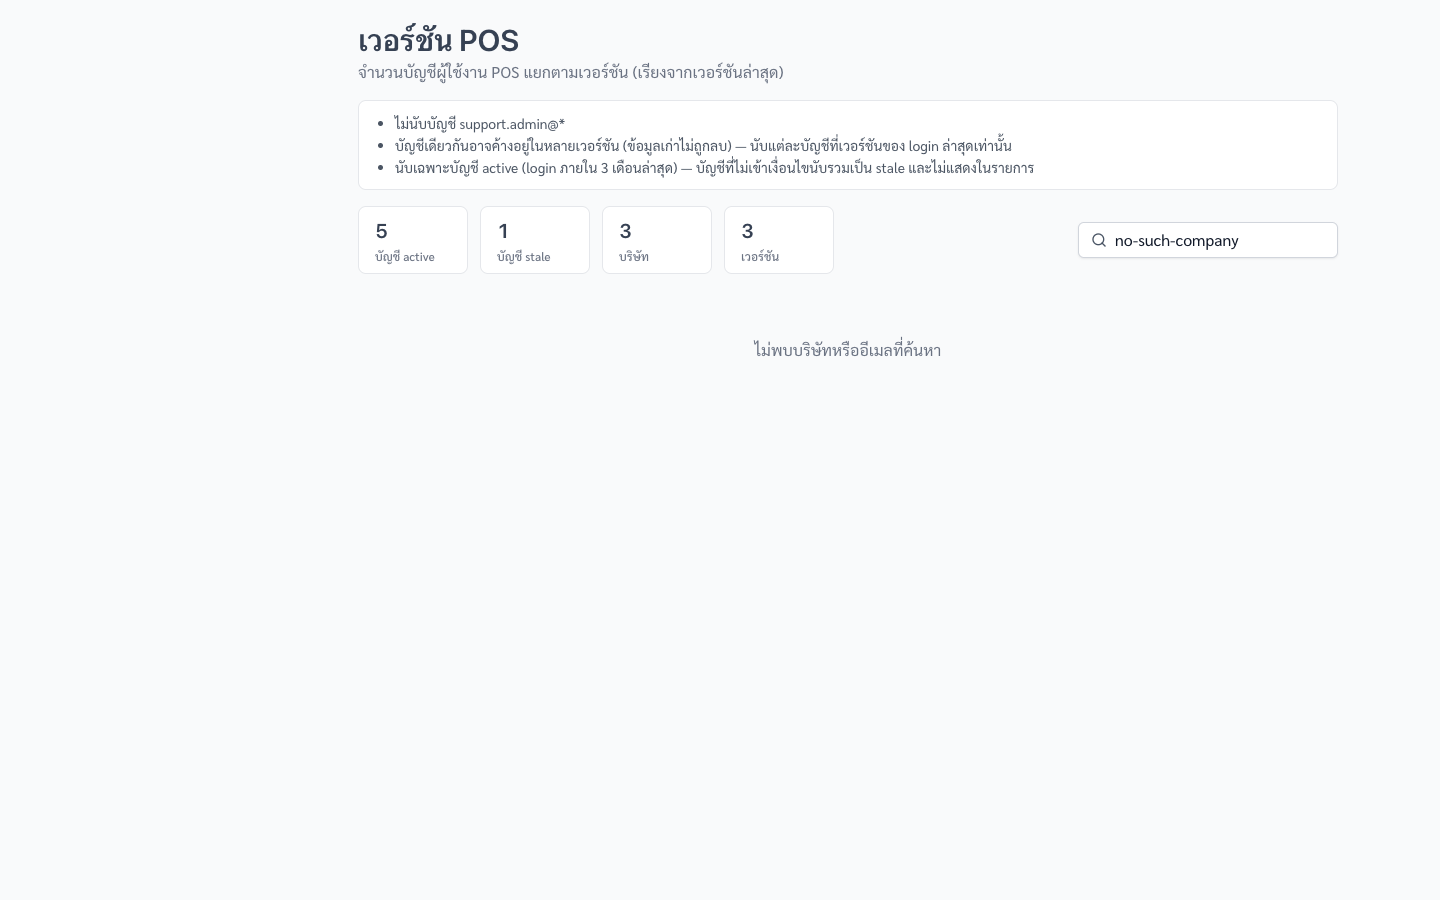 เวอร์ชัน POS
จำนวนบัญชีผู้ใช้งาน POS แยกตามเวอร์ชัน (เรียงจากเวอร์ชันล่าสุด)
• ไม่นับบัญชี support.admin@*
• บัญชีเดียวกันอาจค้างอยู่ในหลายเวอร์ชัน (ข้อมูลเก่าไม่ถูกลบ) — นับแต่ละบัญชีที่เวอร์ชันของ login ล่าสุดเท่านั้น
• นับเฉพาะบัญชี active (login ภายใน 3 เดือนล่าสุด) — บัญชีที่ไม่เข้าเงื่อนไขนับรวมเป็น stale และไม่แสดงในรายการ
5
บัญชี active
1
บัญชี stale
3
บริษัท
3
เวอร์ชัน
no-such-company
ไม่พบบริษัทหรืออีเมลที่ค้นหา